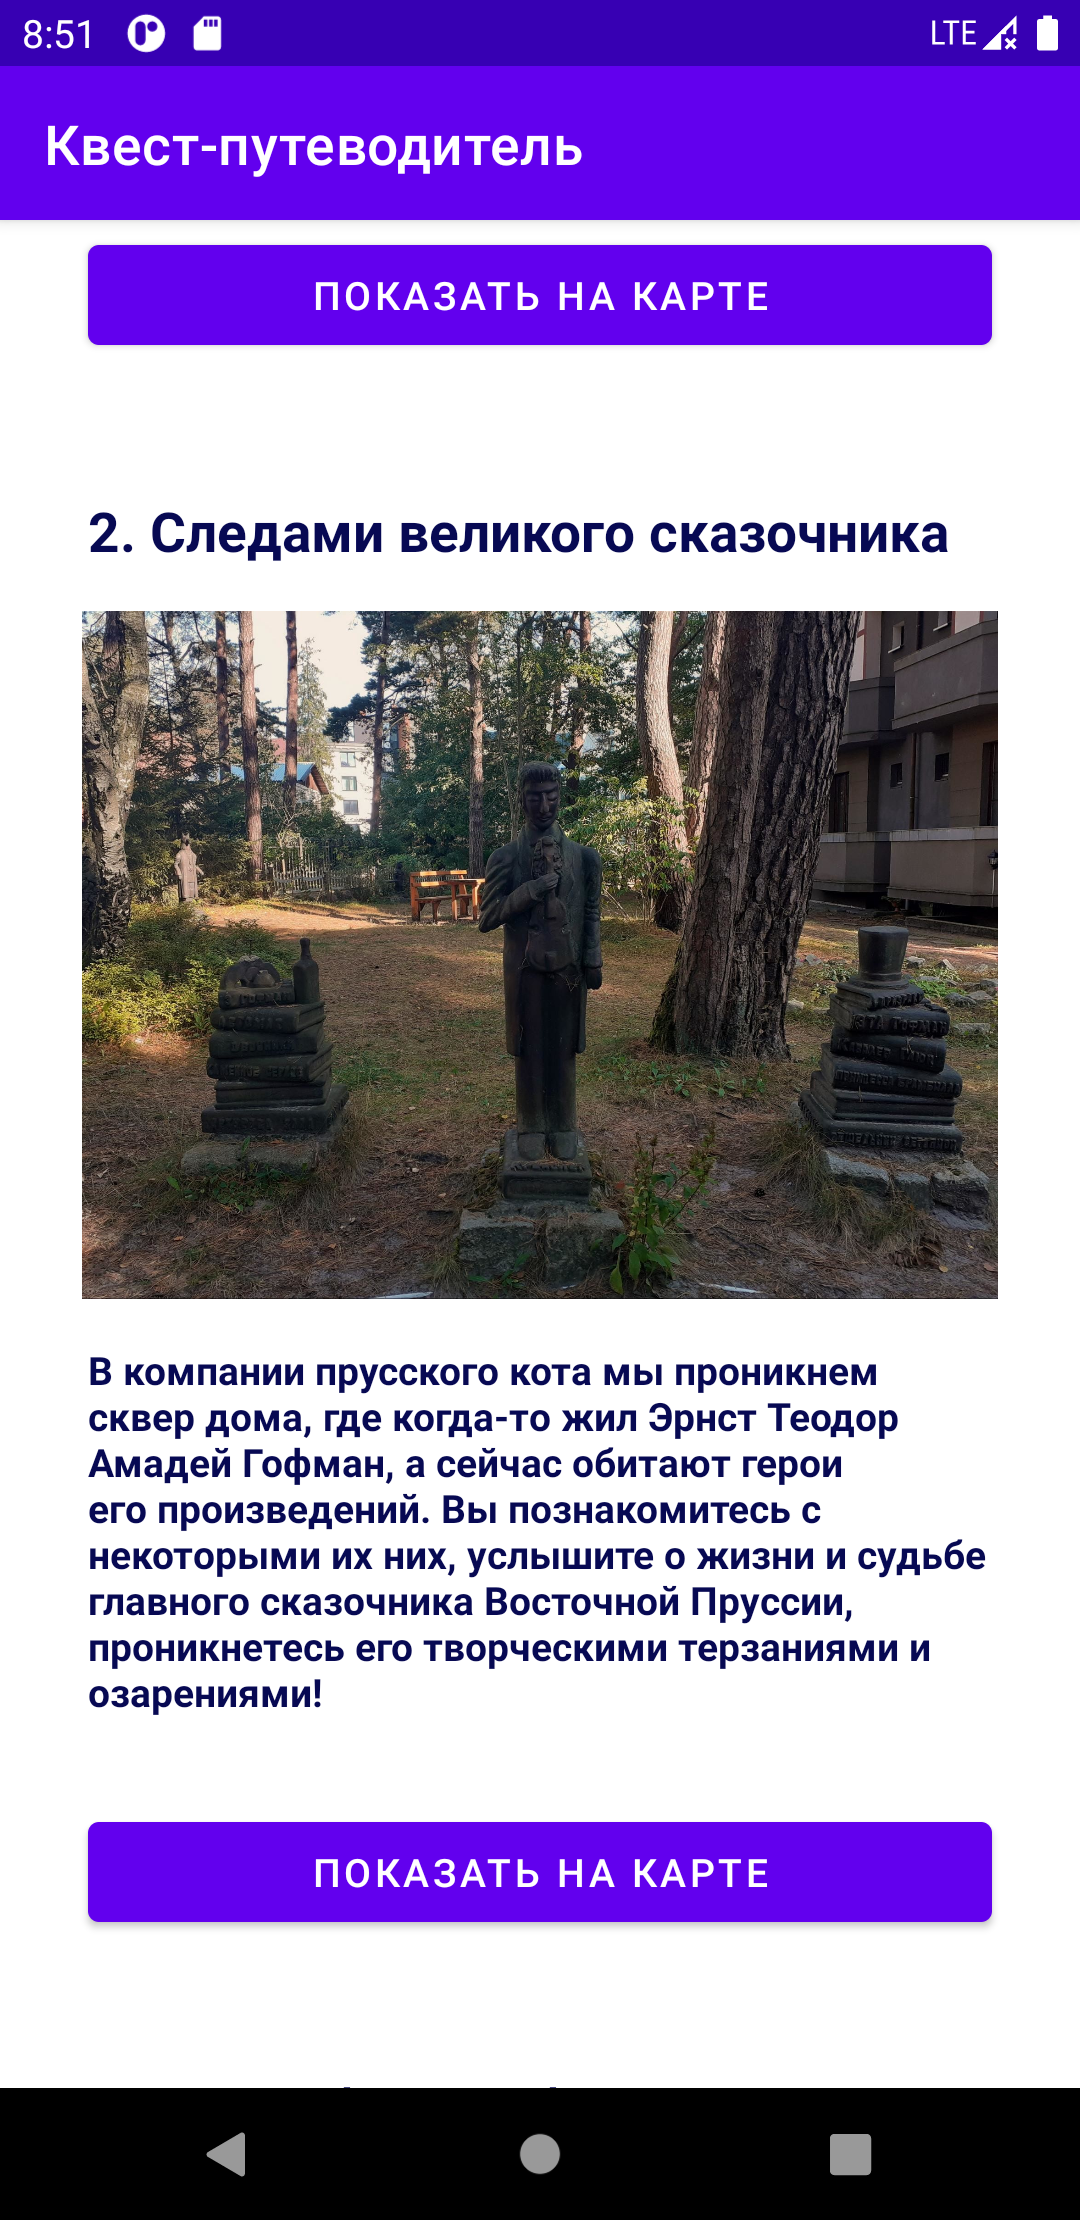 8:51
LTE
Квест-путеводитель
ПОКАЗАТЬ НА КАРТЕ
2. Следами великого сказочника
В компании прусского кота мы проникнем
сквер дома, где когда-то жил Эрнст Теодор
Амадей Гофман, а сейчас обитают герои
его произведений. Вы познакомитесь с
некоторыми их них, услышите о жизни и судьбе
главного сказочника Восточной Пруссии,
проникнетесь его творческими терзаниями и
озарениями!
ПОКАЗАТЬ НА КАРТЕ